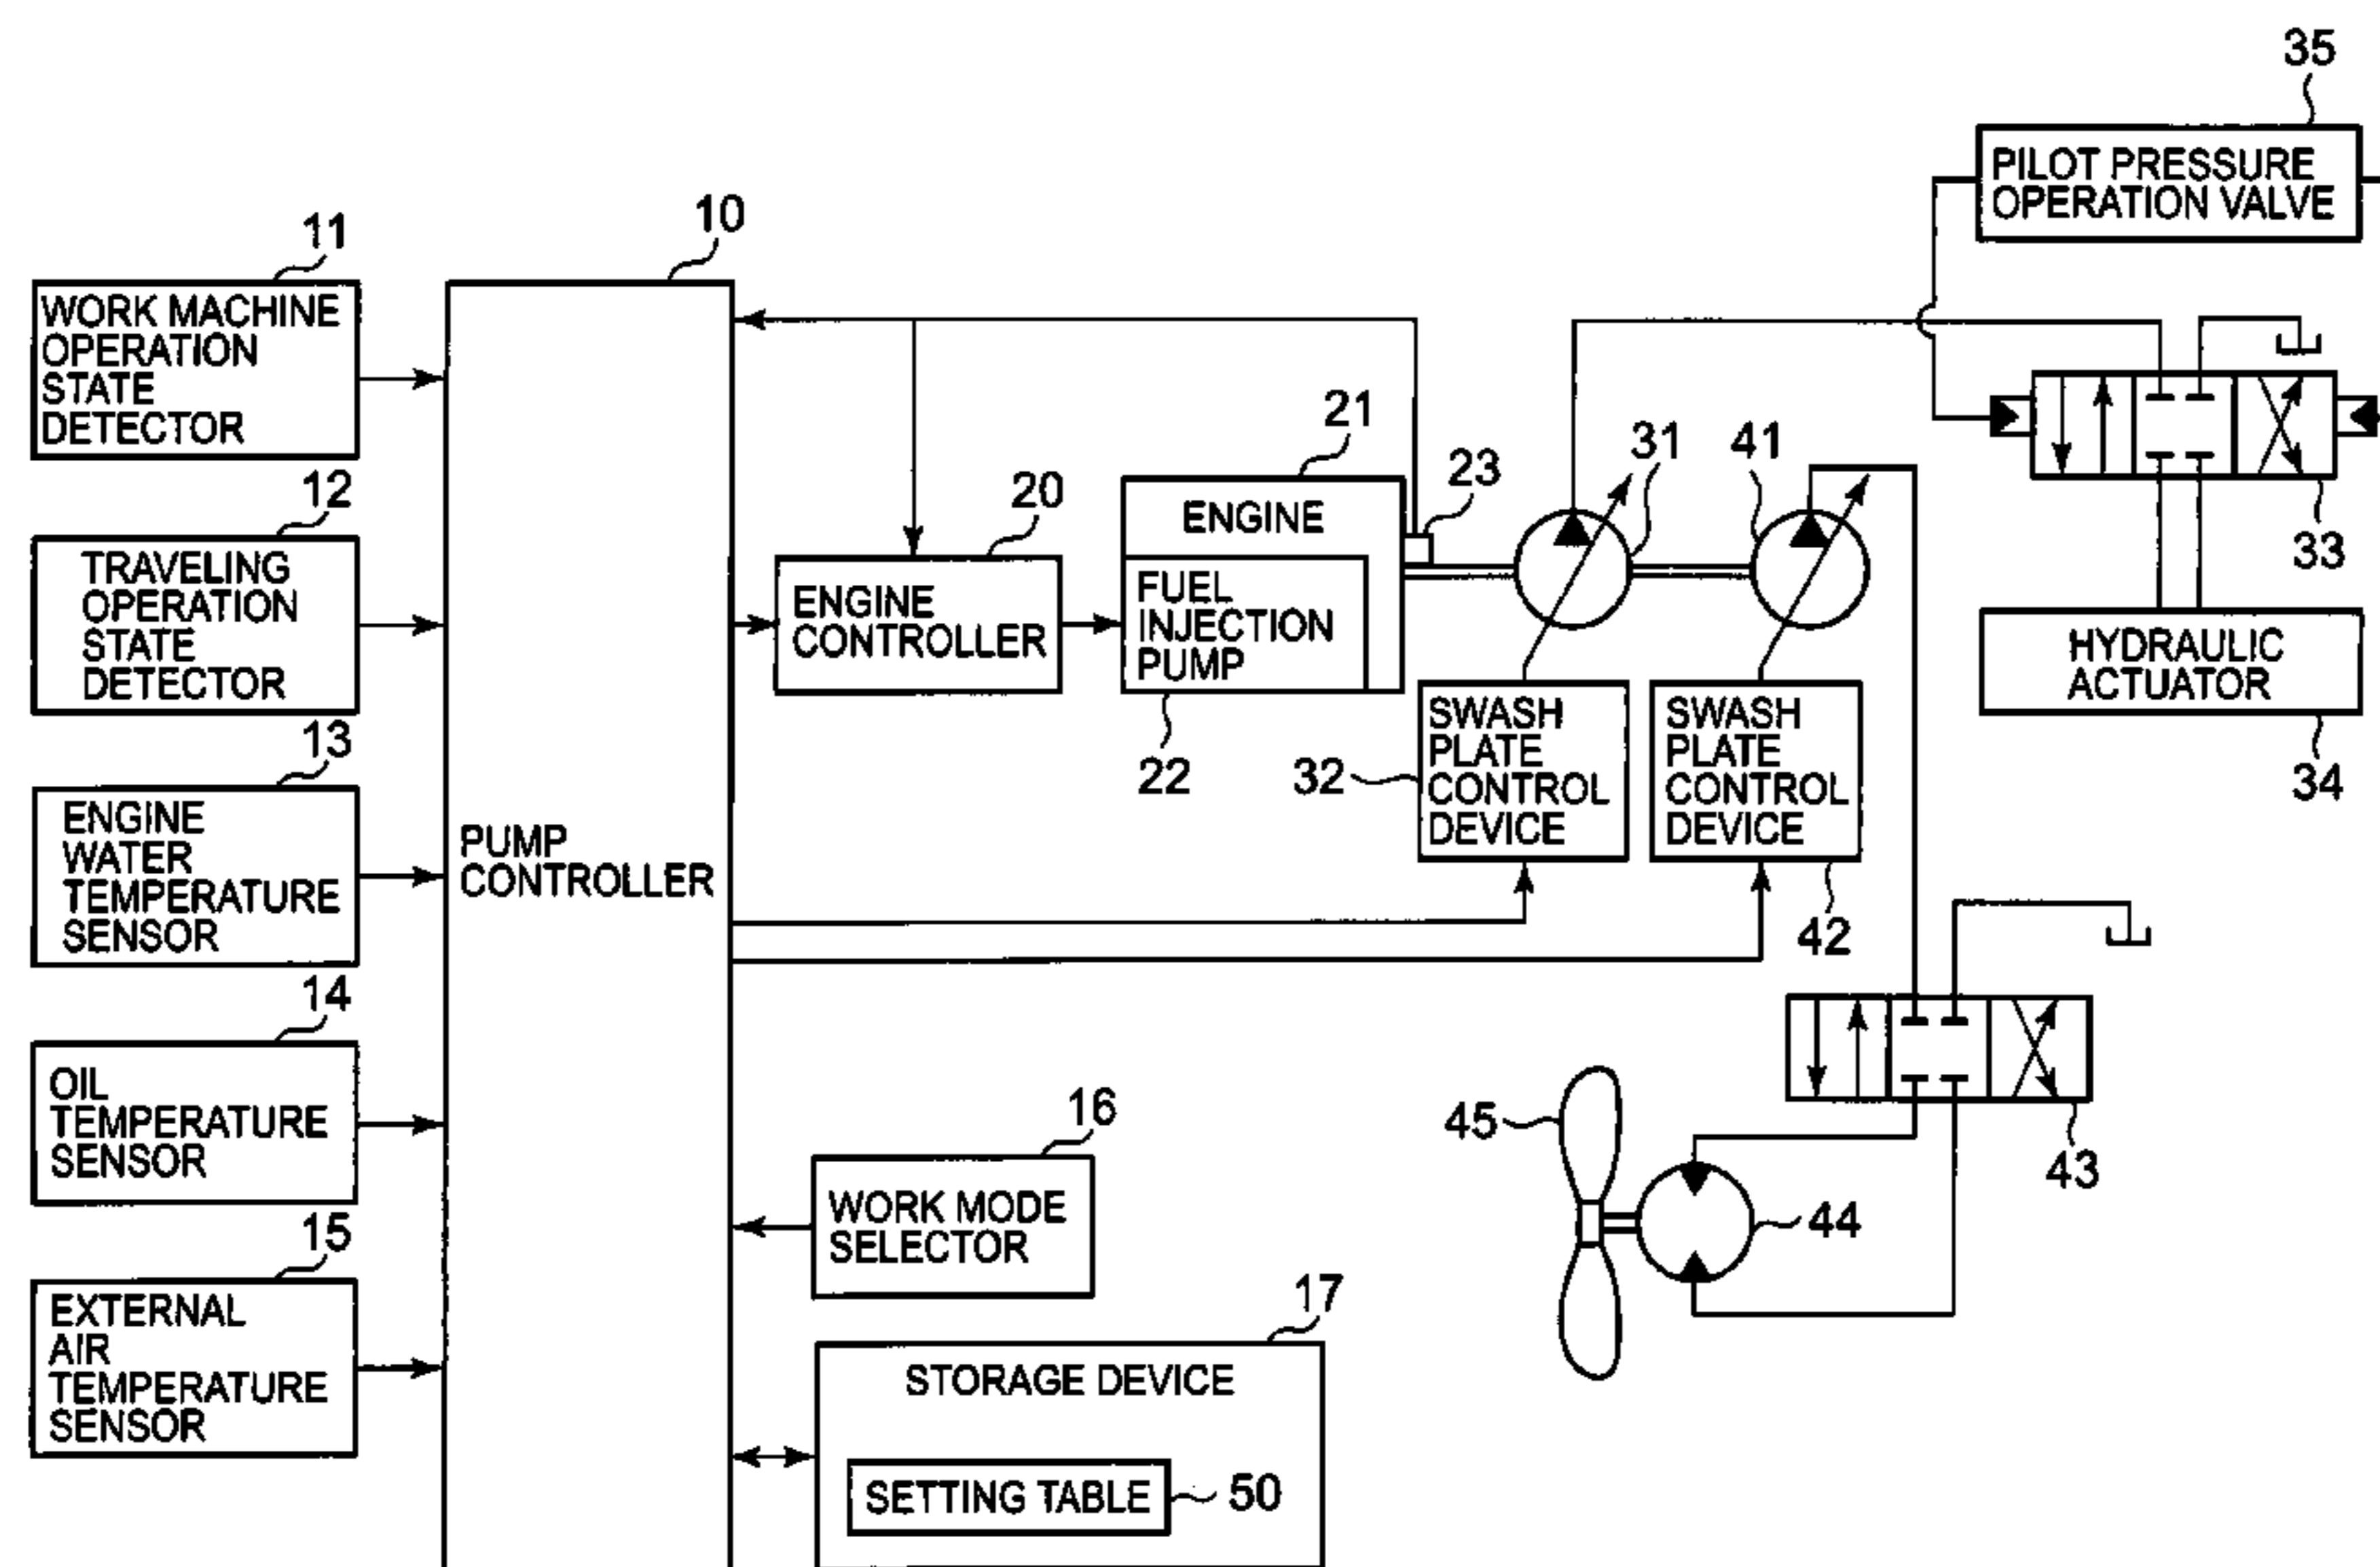 35
PILOT PRESSURE
OPERATION VALVE
10
11
WORK MACHINE
OPERATION
STATE
DETECTOR
12
TRAVELING
OPERATION
STATE
DETECTOR
13
ENGINE
WATER
TEMPERATURE
SENSOR
14
OIL
TEMPERATURE
SENSOR
15
EXTERNAL
AIR
TEMPERATURE
SENSOR
PUMP
CONTROLLER
20
ENGINE
CONTROLLER
21
ENGINE
FUEL
INJECTION
PUMP
22
23
31
41
33
HYDRAULIC
ACTUATOR
34
32
SWASH
PLATE
CONTROL
DEVICE
SWASH
PLATE
CONTROL
DEVICE
42
43
45
44
16
WORK MODE
SELECTOR
17
STORAGE DEVICE
SETTING TABLE
50